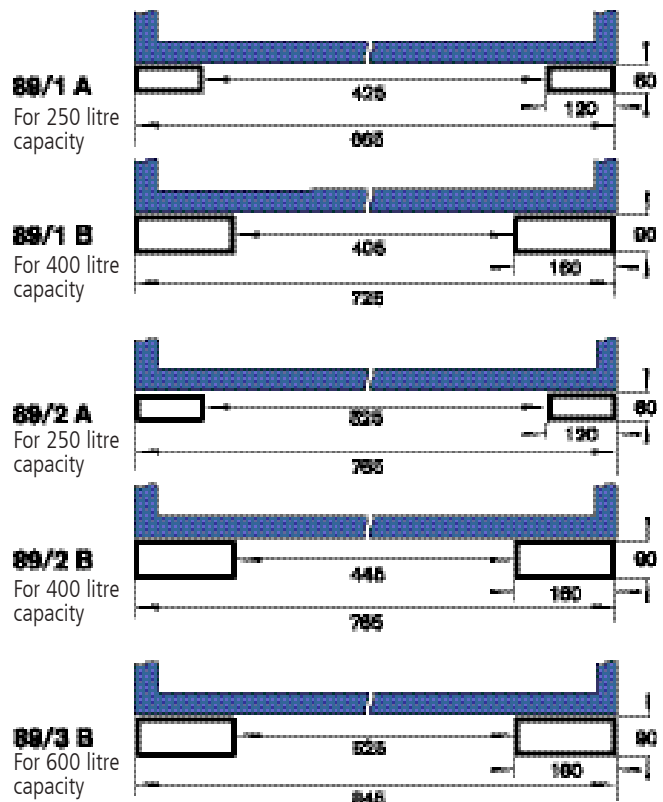 89/1 A
For 250 litre
capacity
425
60
120
665
89/1 B
For 400 litre
capacity
405
90
160
725
89/2 A
For 250 litre
capacity
525
60
120
765
89/2 B
For 400 litre
capacity
445
90
160
765
89/3 B
For 600 litre
capacity
525
90
160
845